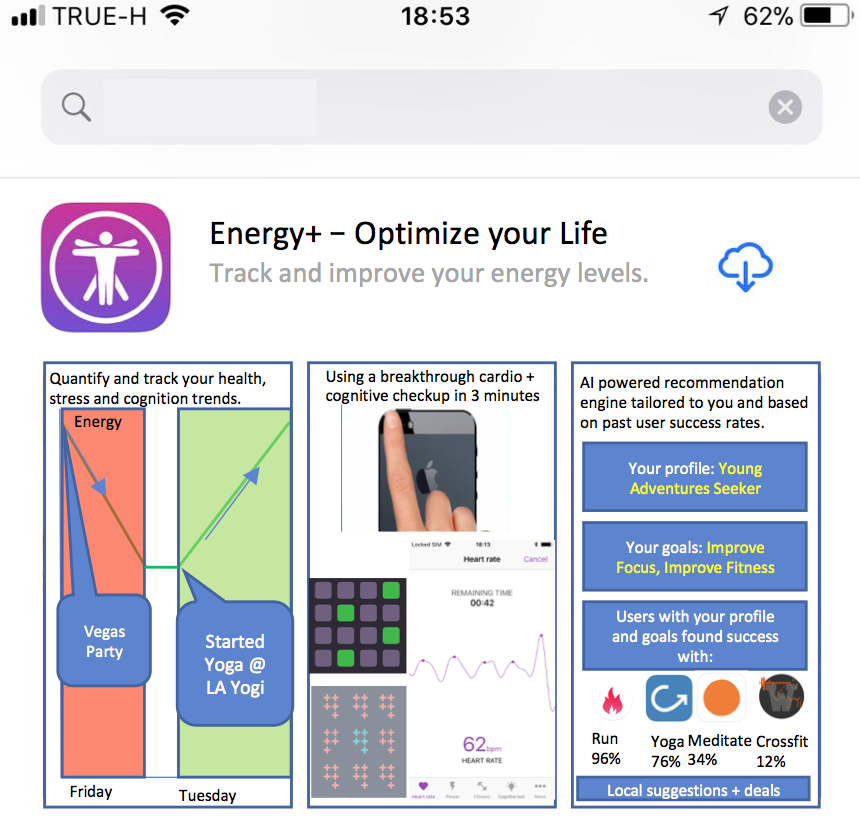 TRUE-H
18:53
62%
Energy+ – Optimize your Life
Track and improve your energy levels.
Quantify and track your health,
stress and cognition trends.
Energy
Vegas
Party
Started
Yoga @
LA Yogi
Friday
Tuesday
Using a breakthrough cardio +
cognitive checkup in 3 minutes
Locked SIM
18:13
Heart rate
Cancel
REMAINING TIME
00:42
62bpm
HEART RATE
Heart rate
Power
Fitness
More
AI powered recommendation
engine tailored to you and based
on past user success rates.
Your profile: Young
Adventures Seeker
Your goals: Improve
Focus, Improve Fitness
Users with your profile
and goals found success
with:
Run
96%
Yoga
76%
Meditate
34%
Crossfit
12%
Local suggestions + deals